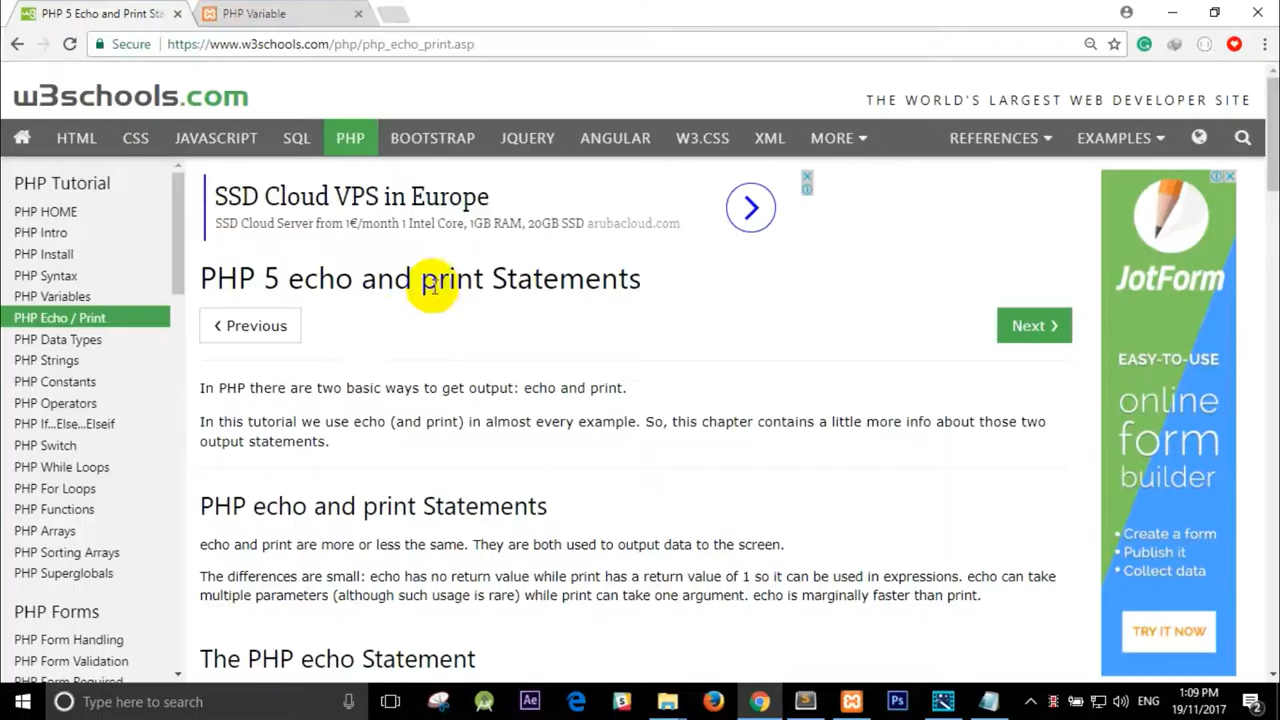 PHP 5 Echo and Print Sta
PHP Variable
Secure https://www.w3schools.com/php/php_echo_print.asp
w3schools.com
THE WORLD'S LARGEST WEB DEVELOPER SITE
HTML CSS JAVASCRIPT SQL PHP BOOTSTRAP JQUERY ANGULAR W3.CSS XML MORE REFERENCES EXAMPLES
PHP Tutorial
PHP HOME
PHP Intro
PHP Install
PHP Syntax
PHP Variables
PHP Echo / Print
PHP Data Types
PHP Strings
PHP Constants
PHP Operators
PHP If...Else...Elseif
PHP Switch
PHP While Loops
PHP For Loops
PHP Functions
PHP Arrays
PHP Sorting Arrays
PHP Superglobals
PHP Forms
PHP Form Handling
PHP Form Validation
PHP Form Required
SSD Cloud VPS in Europe
SSD Cloud Server from 1€/month 1 Intel Core, 1GB RAM, 20GB SSD arubacloud.com
PHP 5 echo and print Statements
❮ Previous
Next ❯
In PHP there are two basic ways to get output: echo and print.
In this tutorial we use echo (and print) in almost every example. So, this chapter contains a little more info about those two
output statements.
PHP echo and print Statements
echo and print are more or less the same. They are both used to output data to the screen.
The differences are small: echo has no return value while print has a return value of 1 so it can be used in expressions. echo can take
multiple parameters (although such usage is rare) while print can take one argument. echo is marginally faster than print.
The PHP echo Statement
JotForm
EASY-TO-USE
online
form
builder
• Create a form
• Publish it
• Collect data
TRY IT NOW
Type here to search
Ae
Ps
ENG
1:09 PM
19/11/2017
2